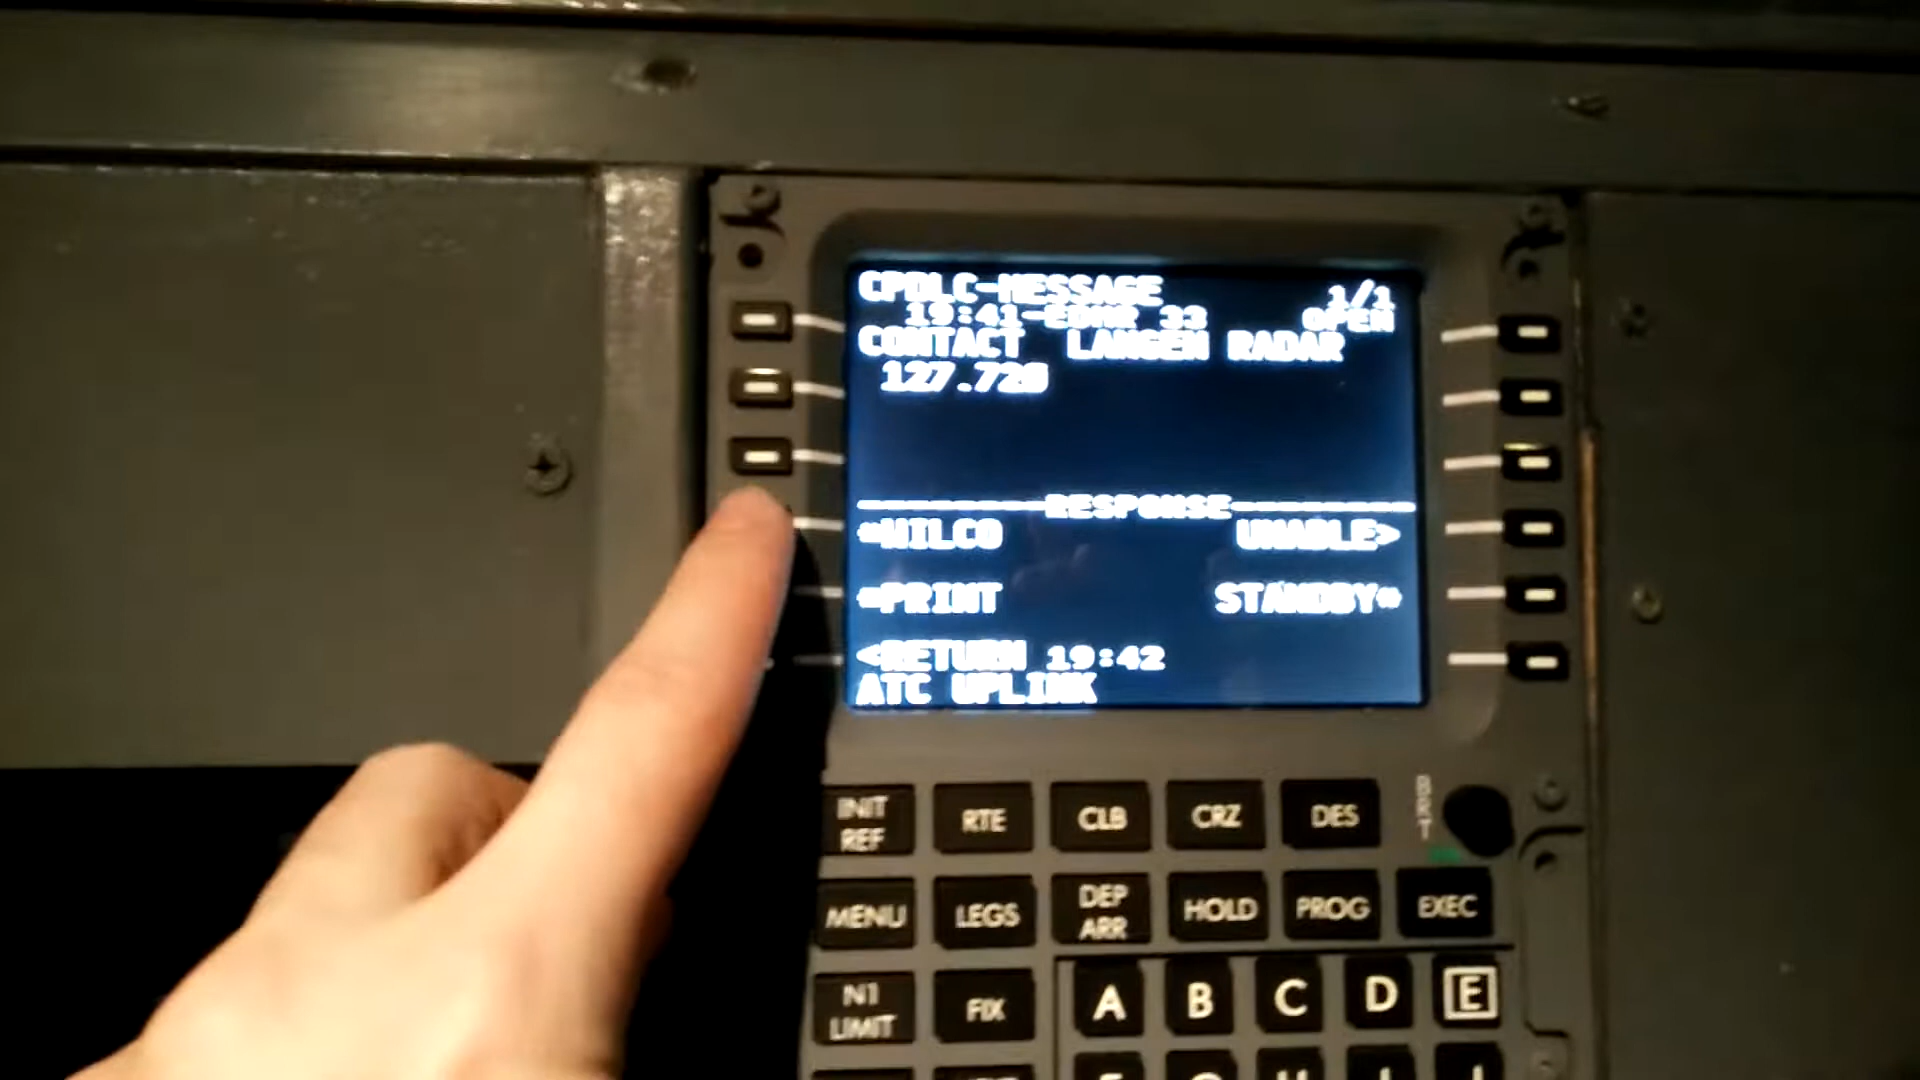 CPDLC-MESSAGE 1/1
19:41- 33 OPEN
CONTACT LANGEN RADAR
127.720
RESPONSE
*WILCO UNABLE>
*PRINT STANDBY*
<RETURN 19:42
ATC UPLINK
BRT
INIT REF RTE CLB CRZ DES
MENU LEGS DEP ARR HOLD PROG EXEC
N1 LIMIT FIX A B C D E